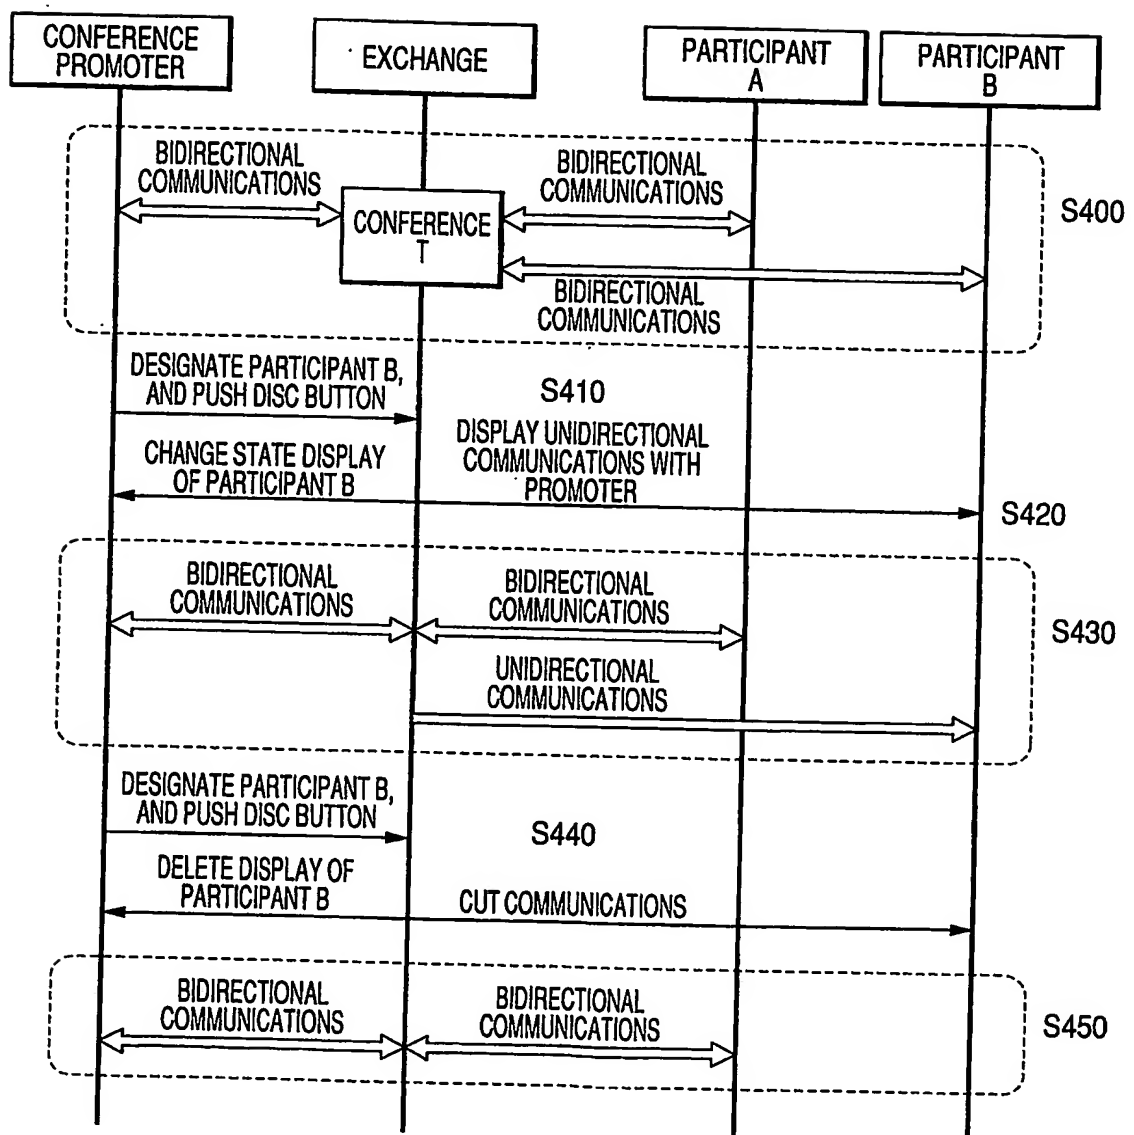 CONFERENCE
PROMOTER
EXCHANGE
PARTICIPANT
A
PARTICIPANT
B
BIDIRECTIONAL
COMMUNICATIONS
BIDIRECTIONAL
COMMUNICATIONS
S400
CONFERENCE
T
BIDIRECTIONAL
COMMUNICATIONS
DESIGNATE PARTICIPANT B,
AND PUSH DISC BUTTON
S410
CHANGE STATE DISPLAY
OF PARTICIPANT B
DISPLAY UNIDIRECTIONAL
COMMUNICATIONS WITH
PROMOTER
S420
BIDIRECTIONAL
COMMUNICATIONS
BIDIRECTIONAL
COMMUNICATIONS
S430
UNIDIRECTIONAL
COMMUNICATIONS
DESIGNATE PARTICIPANT B,
AND PUSH DISC BUTTON
S440
DELETE DISPLAY OF
PARTICIPANT B
CUT COMMUNICATIONS
BIDIRECTIONAL
COMMUNICATIONS
BIDIRECTIONAL
COMMUNICATIONS
S450